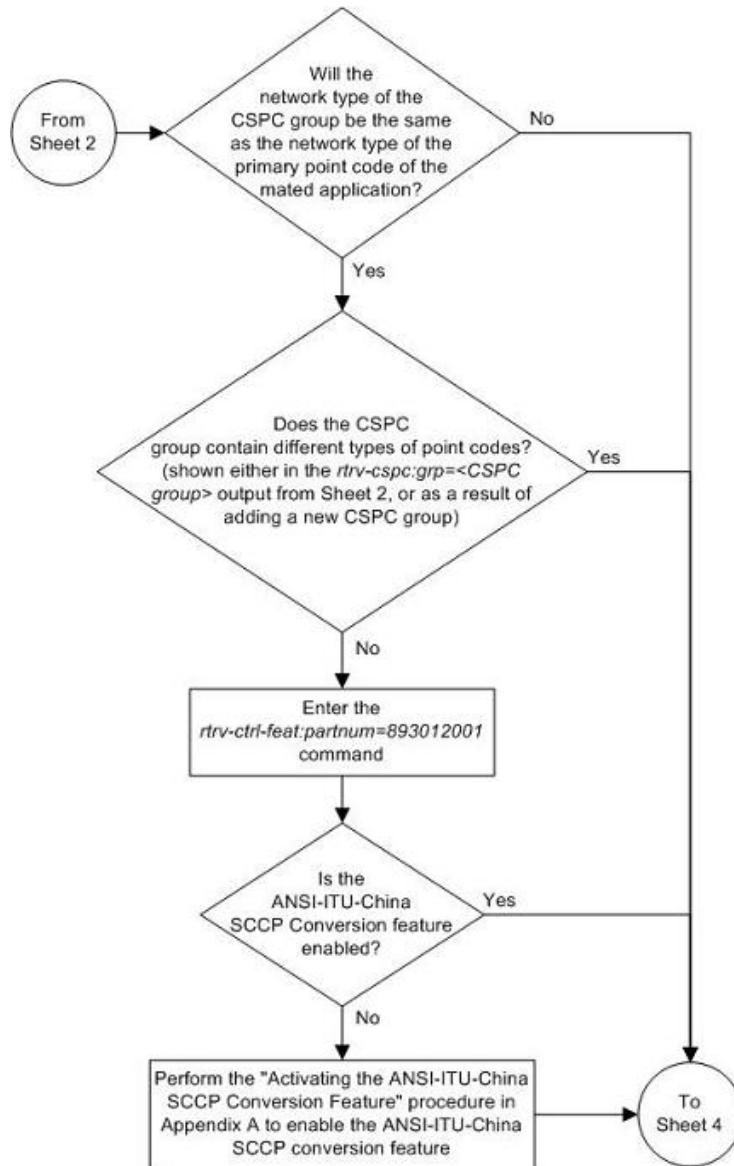 From
Sheet 2
Will the
network type of the
CSPC group be the same
as the network type of the
primary point code of the
mated application?
No
Yes
Does the CSPC
group contain different types of point codes?
(shown either in the rtrv-cspc:grp=<CSPC
group> output from Sheet 2, or as a result of
adding a new CSPC group)
Yes
No
Enter the
rtrv-ctrl-feat:partnum=893012001
command
Is the
ANSI-ITU-China
SCCP Conversion feature
enabled?
Yes
No
Perform the "Activating the ANSI-ITU-China
SCCP Conversion Feature" procedure in
Appendix A to enable the ANSI-ITU-China
SCCP conversion feature
To
Sheet 4